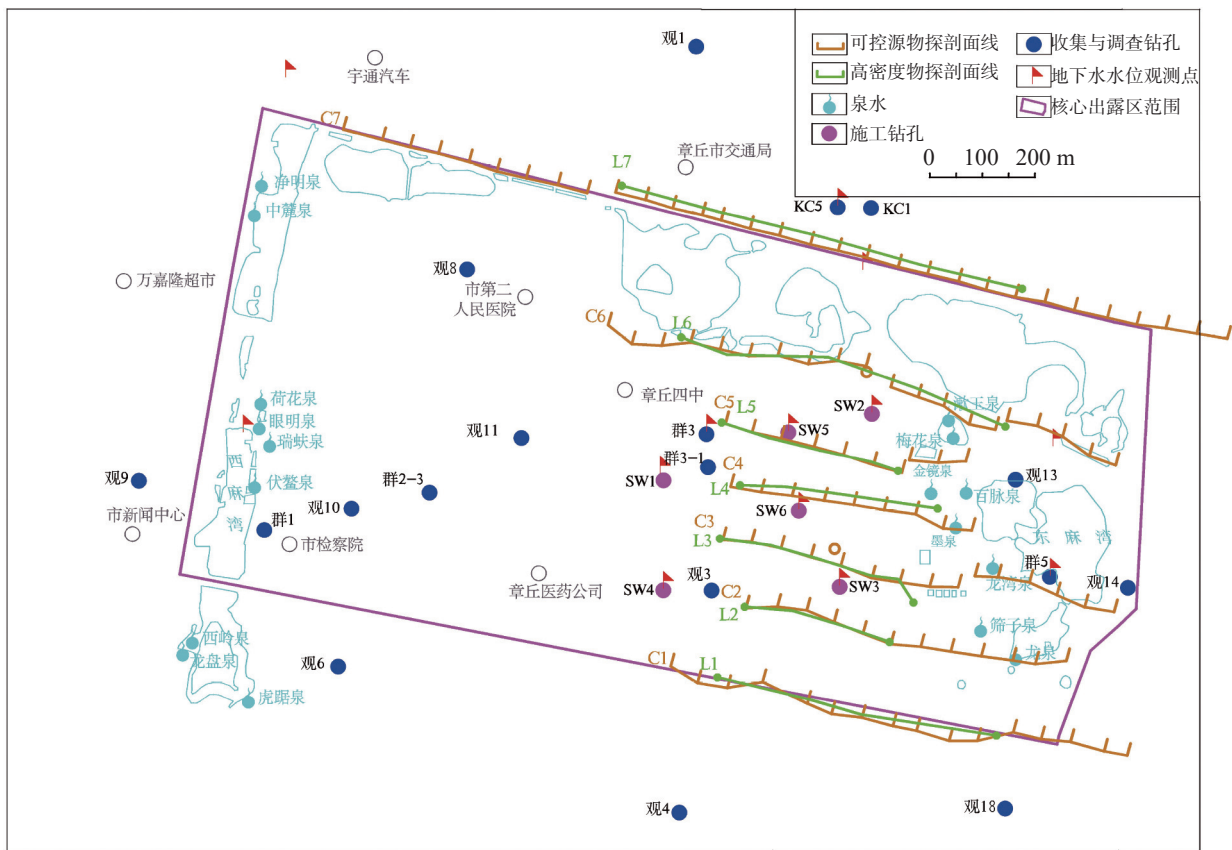 可控源物探剖面线
收集与调查钻孔
高密度物探剖面线
地下水水位观测点
泉水
核心出露区范围
施工钻孔
0 100 200 m
观1
宇通汽车
C7
章丘市交通局
L7
净明泉
中麓泉
KC5
KC1
万嘉隆超市
观8
市第二
人民医院
C6
L6
章丘四中
荷花泉
眼明泉
瑞蚨泉
西
麻
湾
伏鳌泉
观9
市新闻中心
群1
观10
市检察院
群2-3
观11
C5
L5
群3
SW5
SW2
漱玉泉
梅花泉
金镜泉
百脉泉
观13
群3-1
C4
SW1
L4
SW6
墨泉
东麻湾
C3
L3
龙湾泉
群5
观14
章丘医药公司
SW4
观3
C2
SW3
L2
筛子泉
龙泉
西岭泉
龙盘泉
虎踞泉
观6
C1
L1
观4
观18